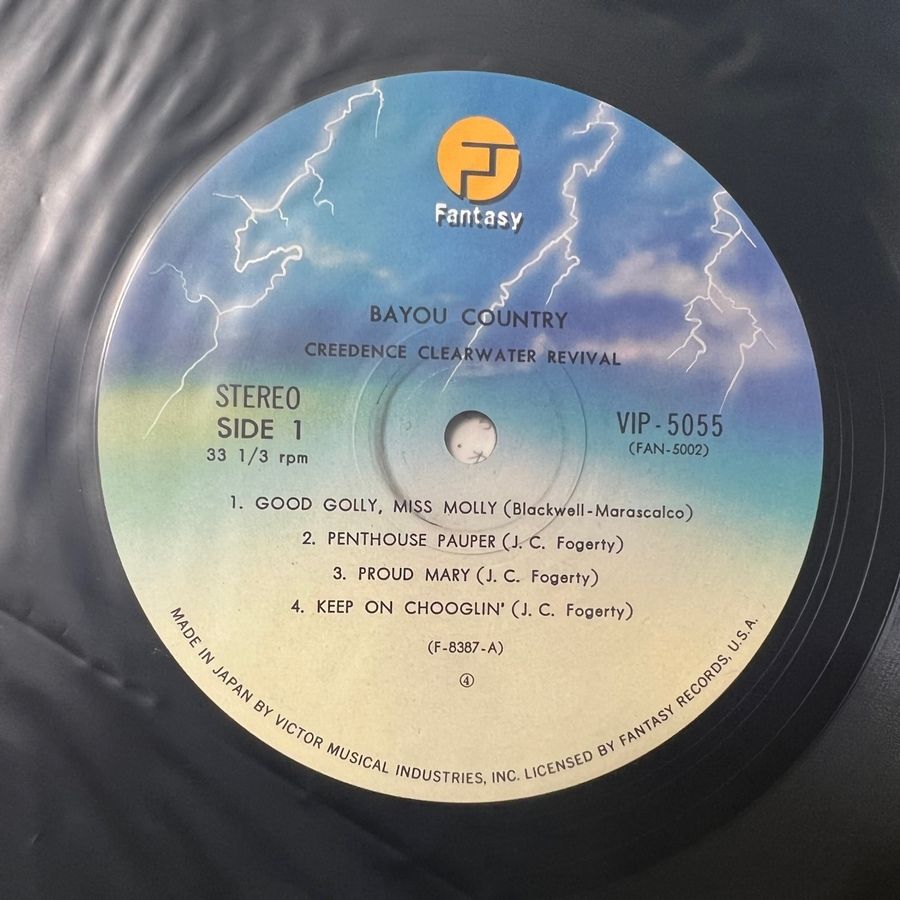 Fantasy
BAYOU COUNTRY
CREEDENCE CLEARWATER REVIVAL
STEREO
SIDE 1
33 1/3 rpm
VIP-5055
(FAN-5002)
1. GOOD GOLLY, MISS MOLLY (Blackwell-Marascalco)
2. PENTHOUSE PAUPER (J. C. Fogerty)
3. PROUD MARY (J. C. Fogerty)
4. KEEP ON CHOOGLIN' (J. C. Fogerty)
(F-8387-A)
④
MADE IN JAPAN BY VICTOR MUSICAL INDUSTRIES, INC. LICENSED BY FANTASY RECORDS, U.S.A.